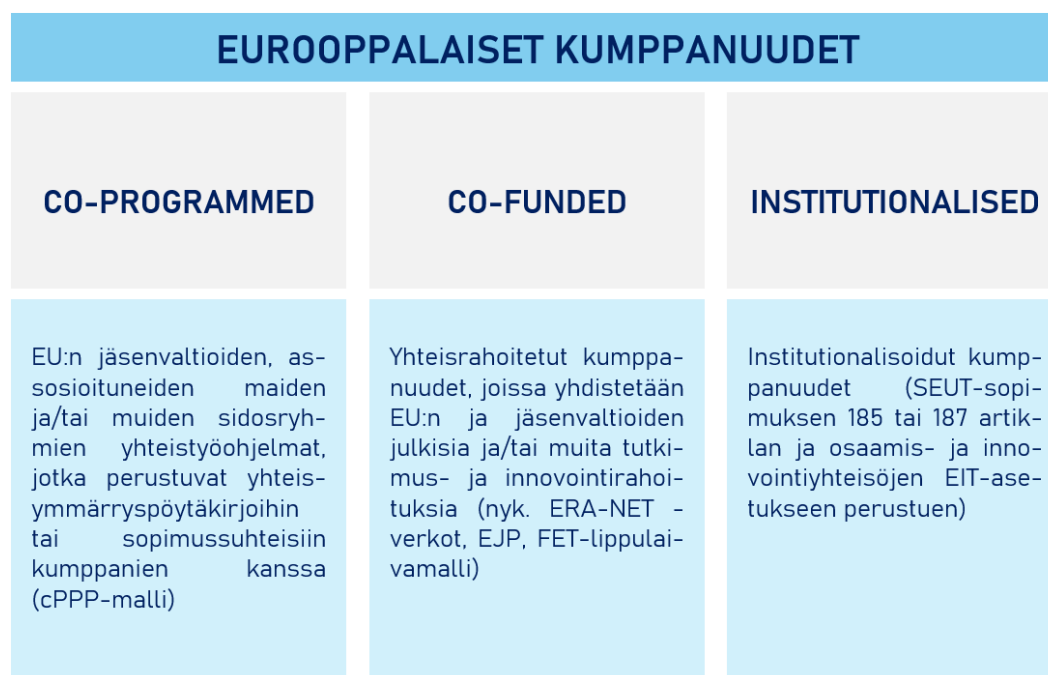 EUROOPPALAISET KUMPPANUUDET
CO-PROGRAMMED
CO-FUNDED
INSTITUTIONALISED
EU:n jäsenvaltioiden, as-
sosioituneiden maiden
ja/tai muiden sidosryh-
mien yhteistyöohjelmat,
jotka perustuvat yhteis-
ymmärryspöytäkirjoihin
tai sopimussuhteisiin
kumppanien kanssa
(cPPP-malli)
Yhteisrahoitetut kumppa-
nuudet, joissa yhdistetään
EU:n ja jäsenvaltioiden
julkisia ja/tai muita tutki-
mus- ja innovointirahoi-
tuksia (nyk. ERA-NET -
verkot, EJP, FET-lippulai-
vamalli)
Institutionalisoidut kump-
panuudet (SEUT-sopi-
muksen 185 tai 187 artik-
lan ja osaamis- ja inno-
vointiyhteisöjen EIT-ase-
tukseen perustuen)